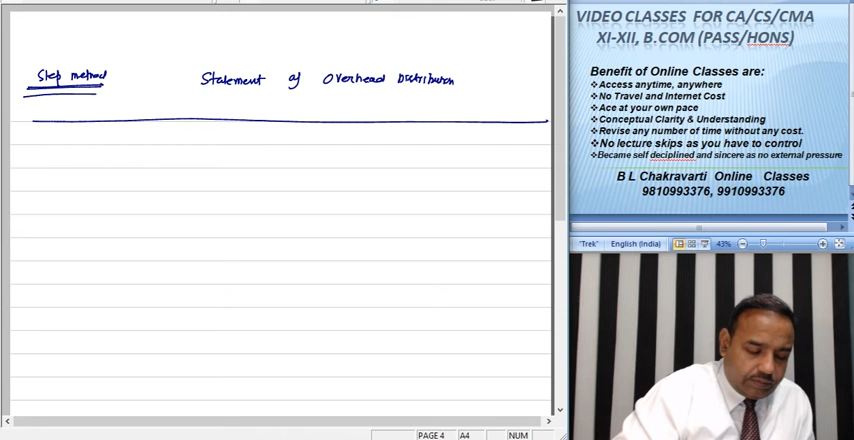 Step method
Statement of Overhead Distribution
PAGE 4 A4 NUM
VIDEO CLASSES FOR CA/CS/CMA
XI-XII, B.COM (PASS/HONS)
Benefit of Online Classes are:
❖Access anytime, anywhere
❖No Travel and Internet Cost
❖Ace at your own pace
❖Conceptual Clarity & Understanding
❖Revise any number of time without any cost.
❖No lecture skips as you have to control
❖Became self deciplined and sincere as no external pressure
B L Chakravarti Online Classes
9810993376, 9910993376
"Trek" English (India) 43%